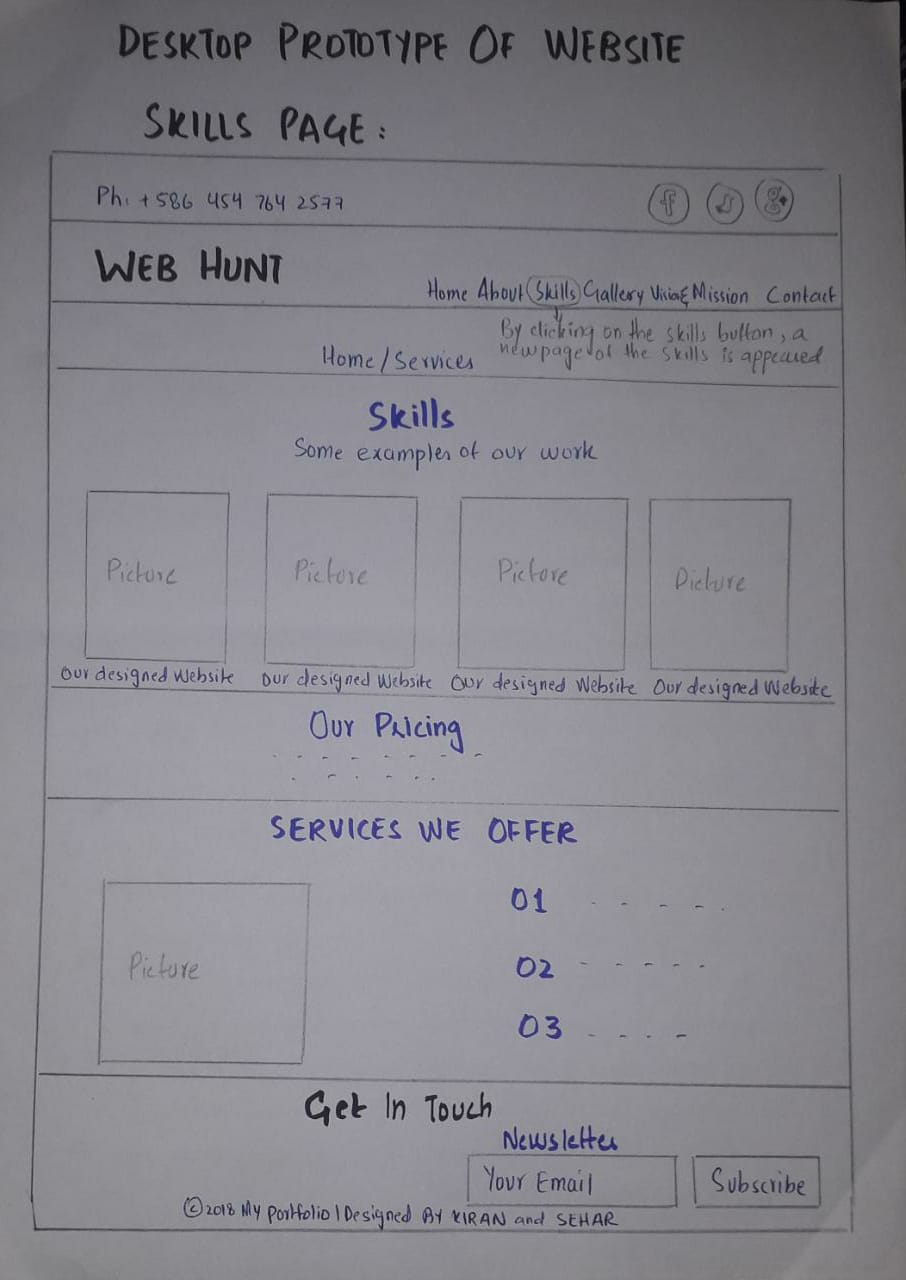 DESKTOP PROTOTYPE OF WEBSITE
SKILLS PAGE:
Ph. +586 454 764 2577
f g+
WEB HUNT
Home About Skills Gallery Vision& Mission Contact
By clicking on the skills button, a
new page of the skills is appeared
Home/Services
Skills
Some examples of our work
Picture Picture Picture Picture
Our designed Website Our designed Website Our designed Website Our designed Website
Our Pricing
SERVICES WE OFFER
01
Picture
02
03
Get In Touch
Newsletter
Your Email Subscribe
©2018 My Portfolio | Designed By KIRAN and SEHAR